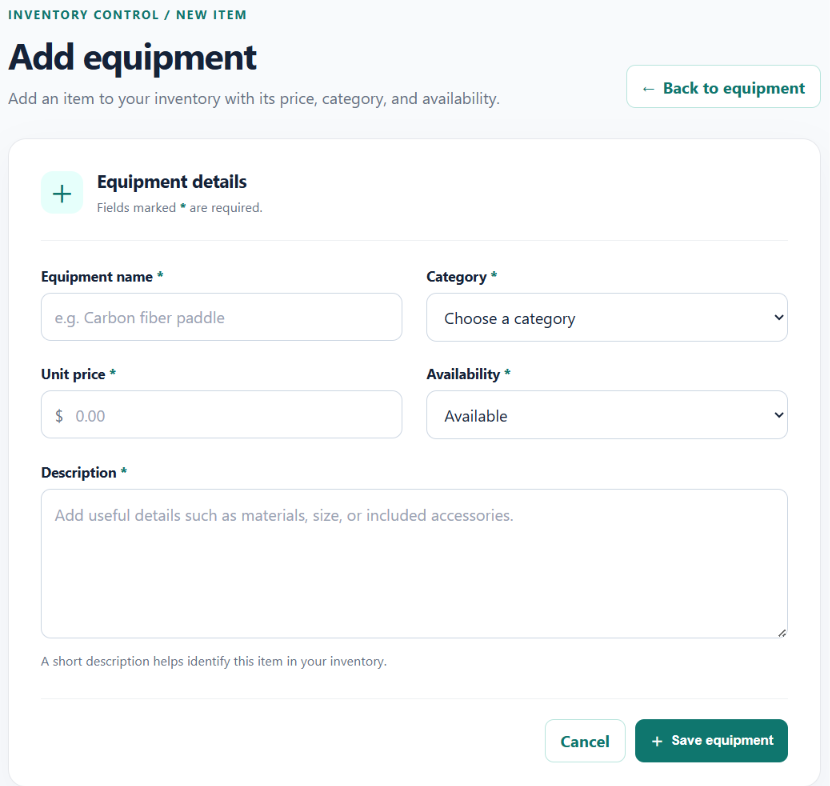 INVENTORY CONTROL / NEW ITEM
Add equipment
Add an item to your inventory with its price, category, and availability.
← Back to equipment
+
Equipment details
Fields marked * are required.
Equipment name *
Category *
e.g. Carbon fiber paddle
Choose a category
Unit price *
Availability *
$ 0.00
Available
Description *
Add useful details such as materials, size, or included accessories.
A short description helps identify this item in your inventory.
Cancel
+ Save equipment